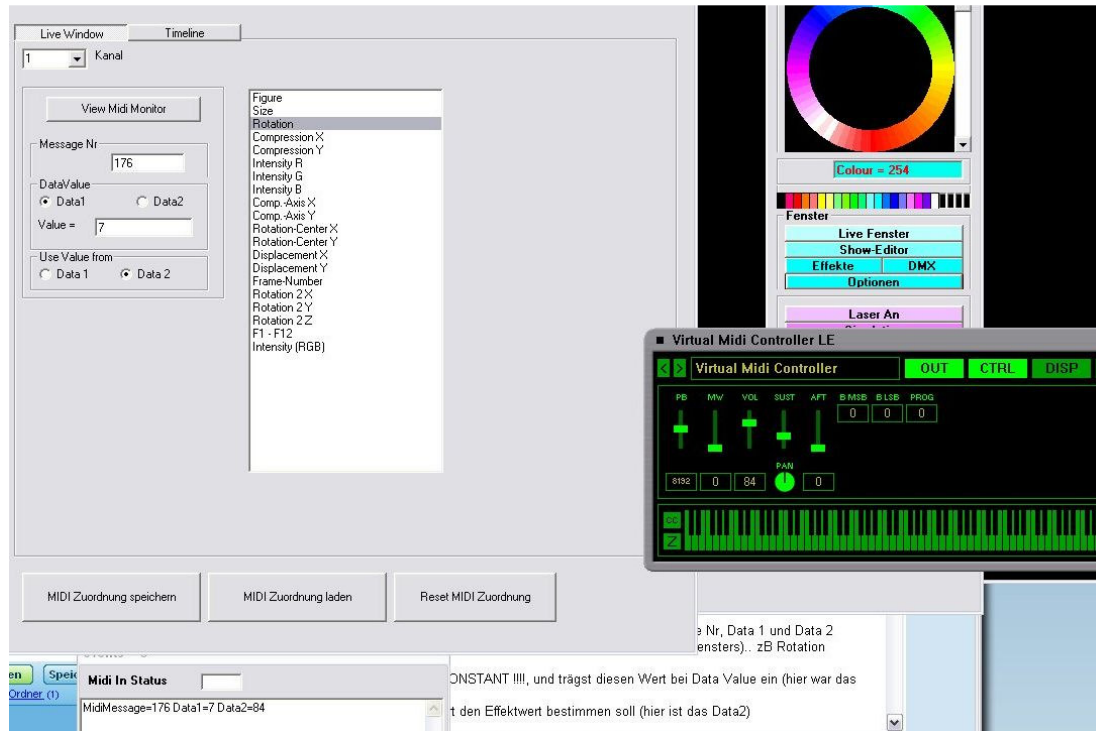 Live Window
Timeline
1
Kanal
View Midi Monitor
Message Nr
176
DataValue
Data1
Data2
Value =
7
Use Value from
Data 1
Data 2
Figure
Size
Rotation
Compression X
Compression Y
Intensity R
Intensity G
Intensity B
Comp.-Axis X
Comp.-Axis Y
Rotation-Center X
Rotation-Center Y
Displacement X
Displacement Y
Frame-Number
Rotation 2 X
Rotation 2 Y
Rotation 2 Z
F1 - F12
Intensity (RGB)
MIDI Zuordnung speichern
MIDI Zuordnung laden
Reset MIDI Zuordnung
Colour = 254
Fenster
Live Fenster
Show-Editor
Effekte
DMX
Optionen
Laser An
Virtual Midi Controller LE
< >
Virtual Midi Controller
OUT
CTRL
DISP
PB MW VOL SUST AFT B MSB B LSB PROG
0 0 0
PAN
8192 0 84 0
CC
Z
e Nr, Data 1 und Data 2
ensters).. zB Rotation
ONSTANT !!!!, und trägst diesen Wert bei Data Value ein (hier war das
t den Effektwert bestimmen soll (hier ist das Data2)
en
Speic
Ordner (1)
Midi In Status
MidiMessage=176 Data1=7 Data2=84